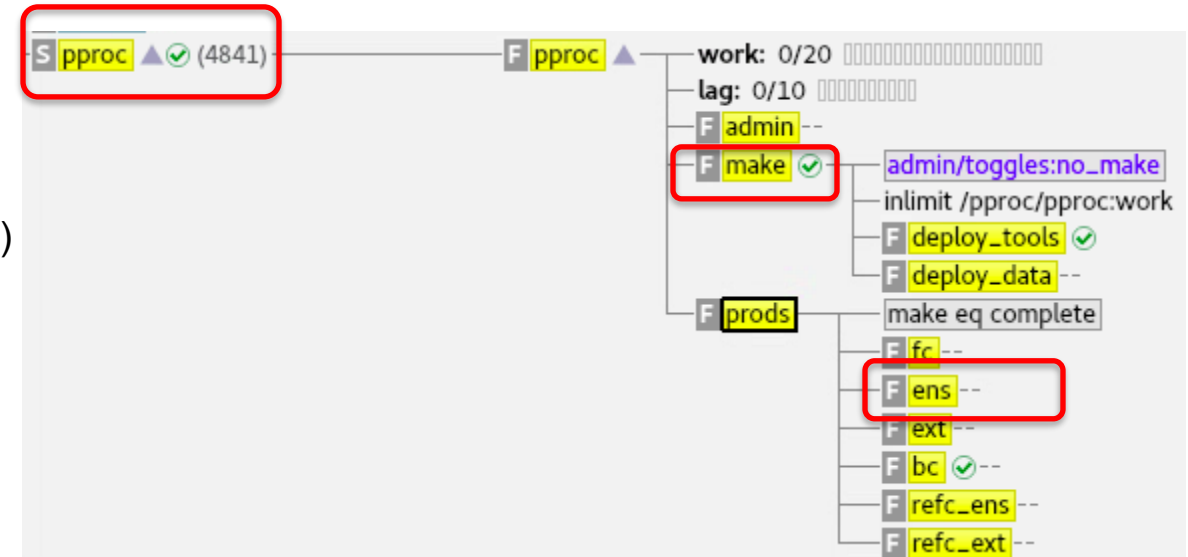 S pproc (4841) F pproc work: 0/20
lag: 0/10
F admin--
F make admin/toggles:no_make
inlimit /pproc/pproc:work
)
F deploy_tools
F deploy_data--
F prods make eq complete
F fc--
F ens--
F ext--
F bc --
F refc_ens--
F refc_ext--